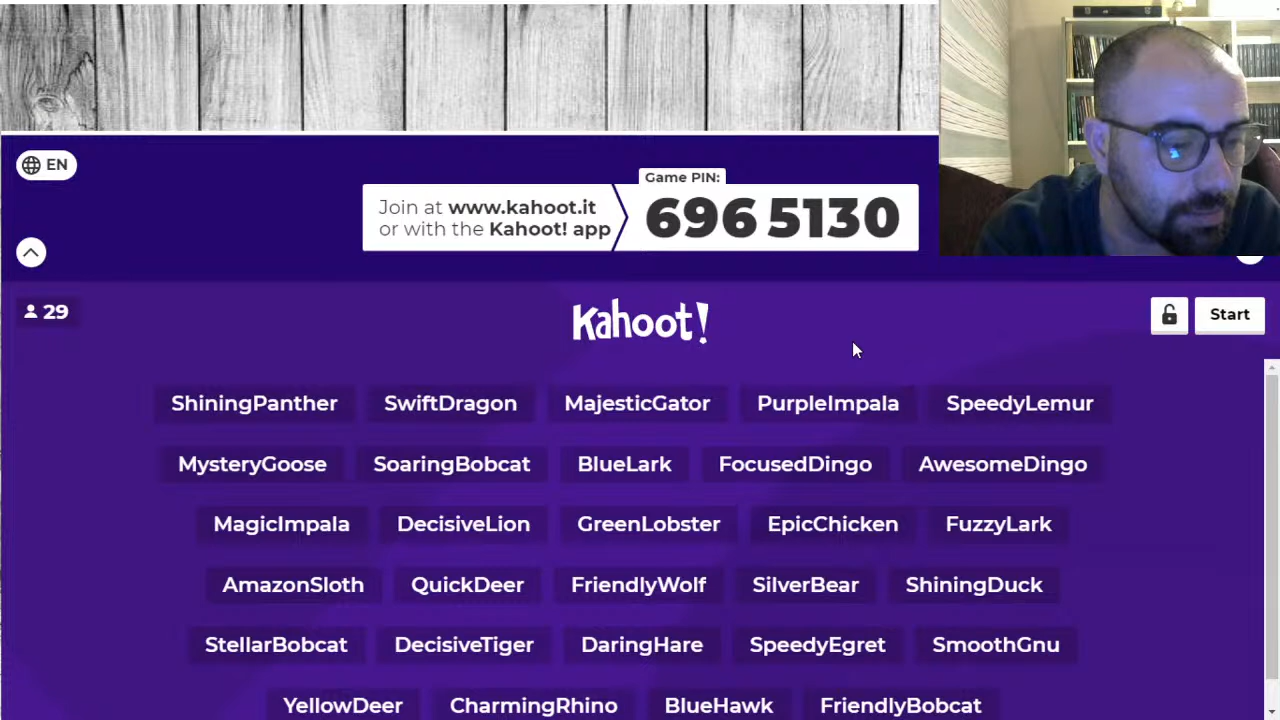 EN
Game PIN:
Join at www.kahoot.it
or with the Kahoot! app
696 5130
29
Kahoot!
Start
ShiningPanther SwiftDragon MajesticGator PurpleImpala SpeedyLemur
MysteryGoose SoaringBobcat BlueLark FocusedDingo AwesomeDingo
MagicImpala DecisiveLion GreenLobster EpicChicken FuzzyLark
AmazonSloth QuickDeer FriendlyWolf SilverBear ShiningDuck
StellarBobcat DecisiveTiger DaringHare SpeedyEgret SmoothGnu
YellowDeer CharmingRhino BlueHawk FriendlyBobcat